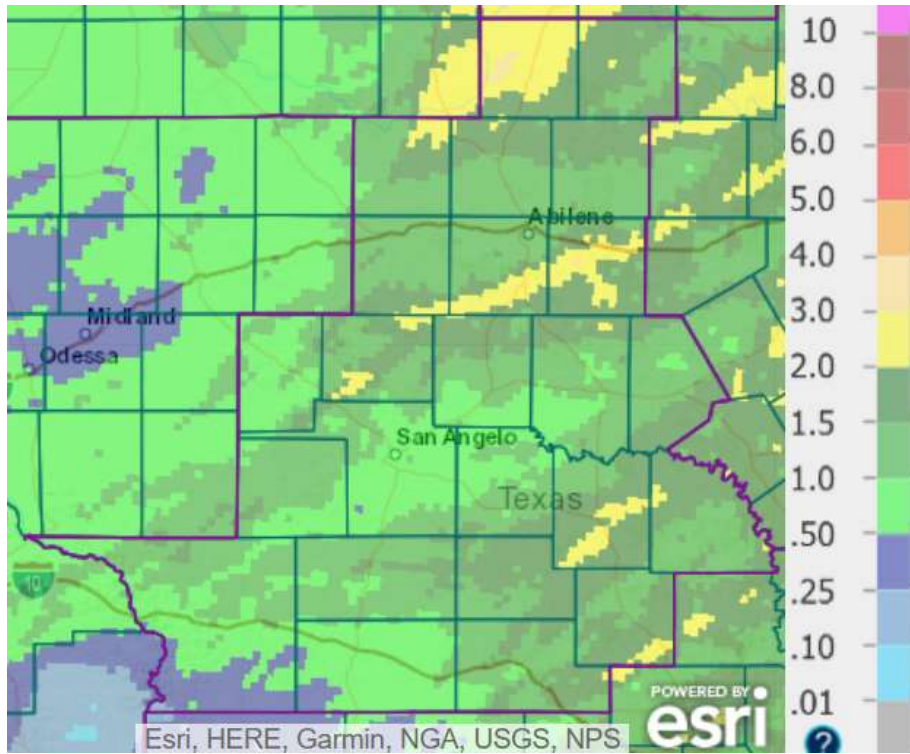 10
8.0
6.0
5.0
4.0
3.0
2.0
1.5
1.0
.50
.25
.10
.01
Abilene
Midland
Odessa
San Angelo
Texas
10
POWERED BY
esri
Esri, HERE, Garmin, NGA, USGS, NPS
?